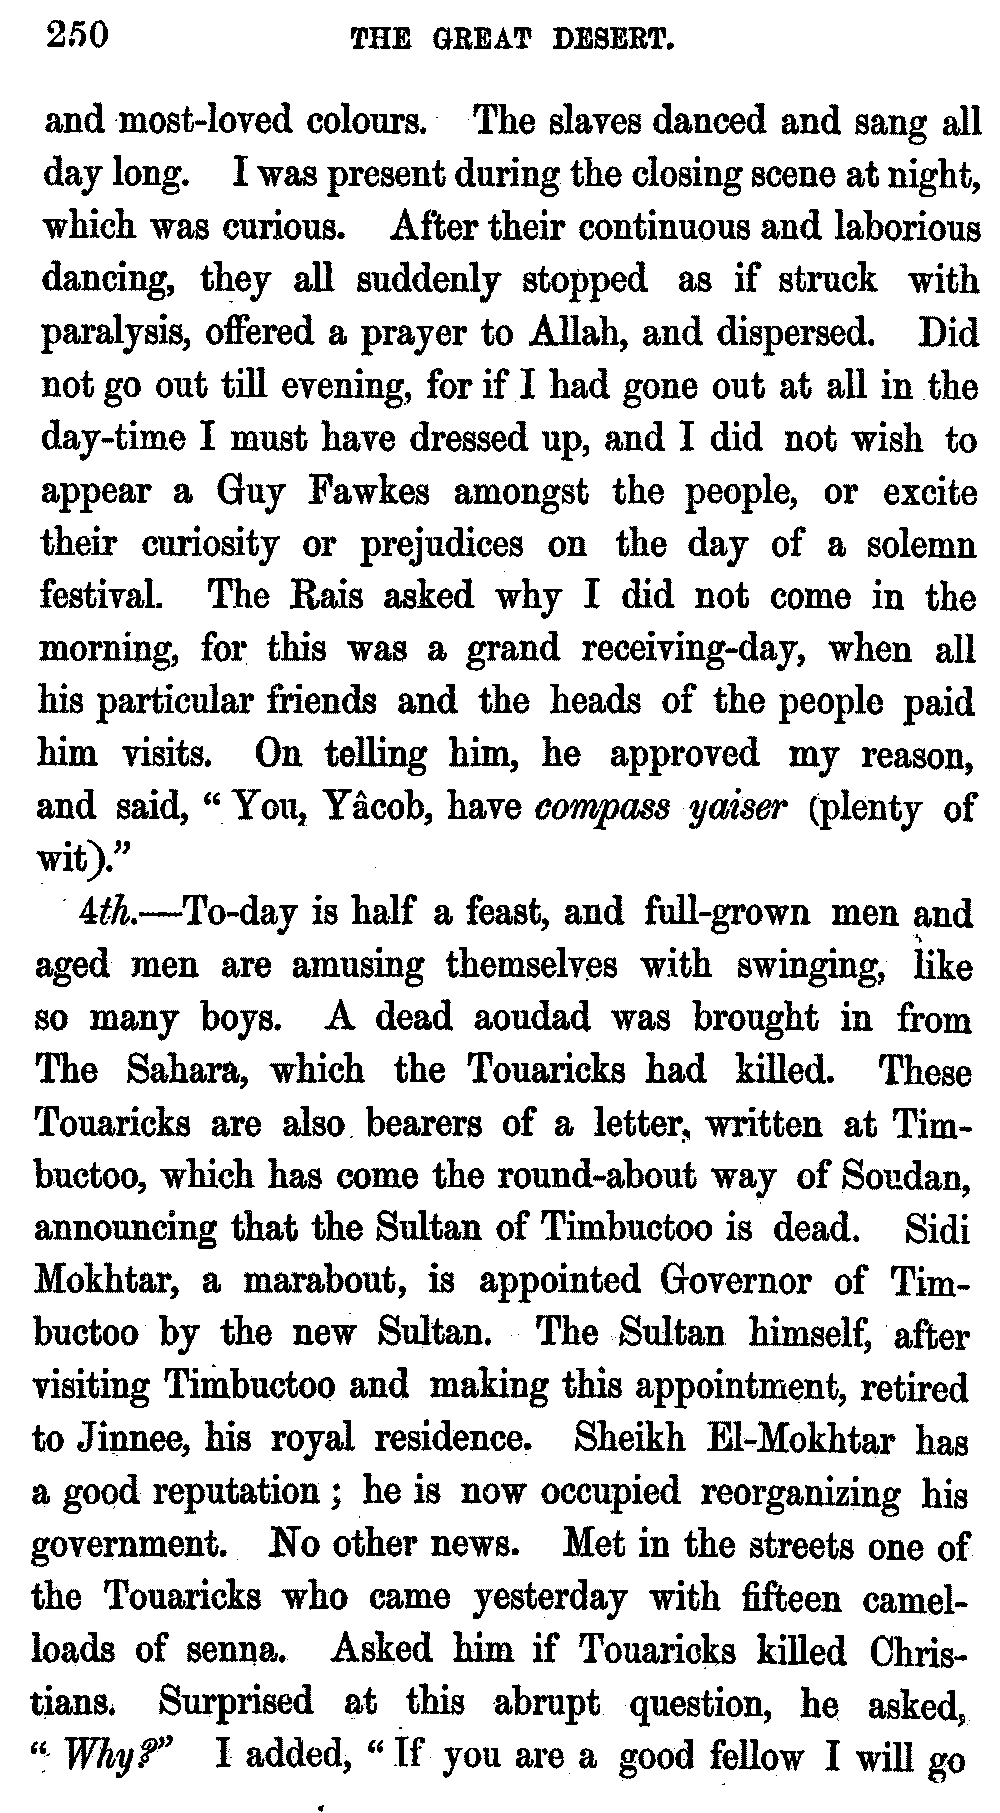 250 THE GREAT DESERT.
and most-loved colours. The slaves danced and sang all
day long. I was present during the closing scene at night,
which was curious. After their continuous and laborious
dancing, they all suddenly stopped as if struck with
paralysis, offered a prayer to Allah, and dispersed. Did
not go out till evening, for if I had gone out at all in the
day-time I must have dressed up, and I did not wish to
appear a Guy Fawkes amongst the people, or excite
their curiosity or prejudices on the day of a solemn
festival. The Rais asked why I did not come in the
morning, for this was a grand receiving-day, when all
his particular friends and the heads of the people paid
him visits. On telling him, he approved my reason,
and said, “ You, Yâcob, have compass yaiser (plenty of
wit).”
4th.—To-day is half a feast, and full-grown men and
aged men are amusing themselves with swinging, like
so many boys. A dead aoudad was brought in from
The Sahara, which the Touaricks had killed. These
Touaricks are also bearers of a letter, written at Tim-
buctoo, which has come the round-about way of Soudan,
announcing that the Sultan of Timbuctoo is dead. Sidi
Mokhtar, a marabout, is appointed Governor of Tim-
buctoo by the new Sultan. The Sultan himself, after
visiting Timbuctoo and making this appointment, retired
to Jinnee, his royal residence. Sheikh El-Mokhtar has
a good reputation ; he is now occupied reorganizing his
government. No other news. Met in the streets one of
the Touaricks who came yesterday with fifteen camel-
loads of senna. Asked him if Touaricks killed Chris-
tians. Surprised at this abrupt question, he asked,
“ Why?” I added, “ If you are a good fellow I will go